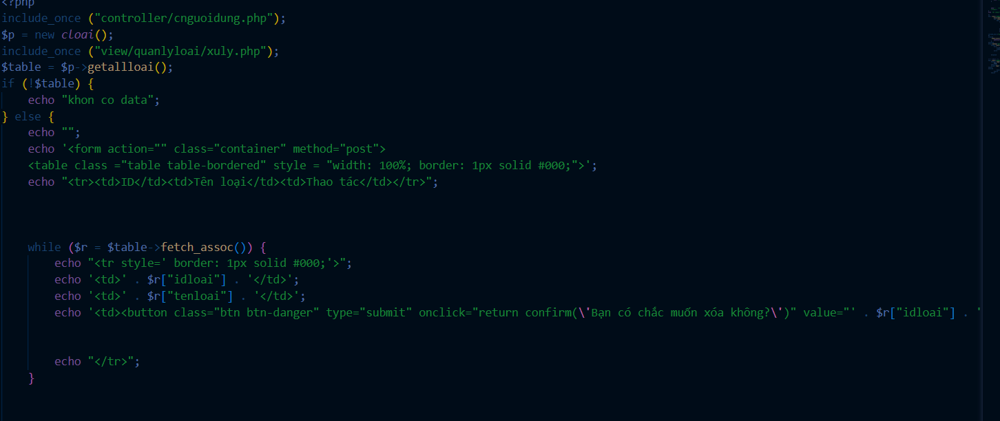 <?php
include_once ("controller/cnguoidung.php");
$p = new cloai();
include_once ("view/quanlyloai/xuly.php");
$table = $p->getallloai();
if (!$table) {
    echo "khon co data";
} else {
    echo "";
    echo '<form action="" class="container" method="post">
    <table class ="table table-bordered" style = "width: 100%; border: 1px solid #000;">';
    echo "<tr><td>ID</td><td>Tên loại</td><td>Thao tác</td></tr>";
    while ($r = $table->fetch_assoc()) {
        echo "<tr style=' border: 1px solid #000;'>";
        echo '<td>' . $r["idloai"] . '</td>';
        echo '<td>' . $r["tenloai"] . '</td>';
        echo '<td><button class="btn btn-danger" type="submit" onclick="return confirm(\'Bạn có chắc muốn xóa không?\')" value="' . $r["idloai"] . '
        echo "</tr>";
    }